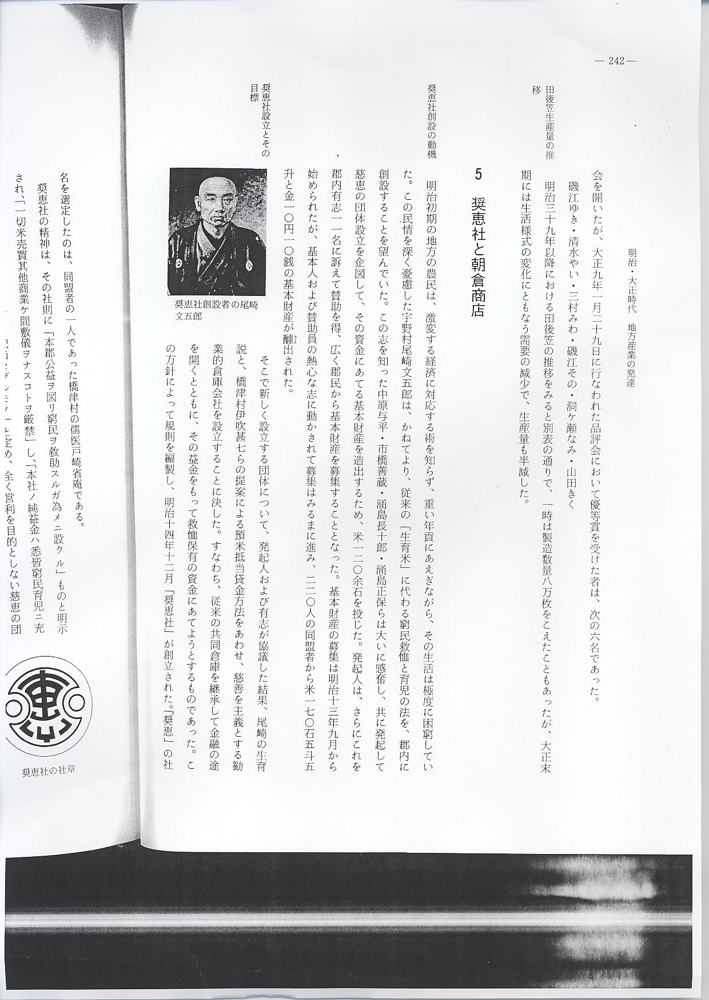 ― 242 ―
明治・大正時代　地方産業の発達
会を開いたが、大正九年一月二十九日に行なわれた品評会において優等賞を受けた者は、次の六名であった。
磯江ゆき・清水やい・三村みわ・磯江その・洞ケ瀬なみ・山田きく
田後笠生産量の推
移
明治三十九年以降における田後笠の推移をみると別表の通りで、一時は製造数量八万枚をこえたこともあったが、大正末
期には生活様式の変化にともなう需要の減少で、生産量も半減した。
5　奨恵社と朝倉商店
奨恵社創設の動機
明治初期の地方の農民は、激変する経済に対応する術を知らず、重い年貢にあえぎながら、その生活は極度に困窮してい
た。この民情を深く憂慮した宇野村尾崎文五郎は、かねてより、従来の「生育米」に代わる窮民救恤と育児の法を、郡内に
創設することを望んでいた。この志を知った中原与平・市橋善蔵・涌島長十郎・涌島正保らは大いに感奮し、共に発起して
慈恵の団体設立を企図して、その資金にあてる基本財産を造出するため、米一二〇余石を投じた。発起人は、さらにこれを
郡内有志一一名に訴えて賛助を得、広く郡民から基本財産を募集することとなった。基本財産の募集は明治十三年九月から
始められたが、基本人および賛助員の熱心な志に動かされて募集はみるまに進み、二二〇人の同盟者から米一七〇石五斗五
升と金一〇円一〇銭の基本財産が醵出された。
奨恵社設立とその
目標
奨恵社創設者の尾崎
文五郎
そこで新しく設立する団体について、発起人および有志が協議した結果、尾崎の生育
説と、橋津村伊吹甚七らの提案による預米抵当貸金方法をあわせ、慈善を主義とする勧
業的倉庫会社を設立することに決した。すなわち、従来の共同倉庫を継承して金融の途
を開くとともに、その益金をもって救恤保有の資金にあてようとするものであった。こ
の方針によって規則を編製し、明治十四年十二月「奨恵社」が創立された。「奨恵」の社
名を選定したのは、同盟者の一人であった橋津村の儒医戸崎省庵である。
奨恵社の精神は、その社則に「本郡公益ヲ図リ窮民ヲ救助スルガ為メニ設クル」ものと明示
され、「一切米売買其他商業ケ間敷儀ヲナスコトヲ厳禁」し、「本社ノ純益金ハ悉皆窮民育児ニ充
と定め、全く営利を目的としない慈恵の団
奨恵社の社章